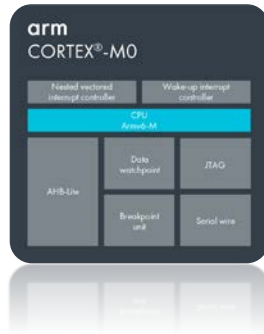 arm
CORTEX®-M0
Nested vectored
interrupt controller
Wake-up interrupt
controller
CPU
Armv6-M
AHB-Lite
Data
watchpoint
JTAG
Breakpoint
unit
Serial wire